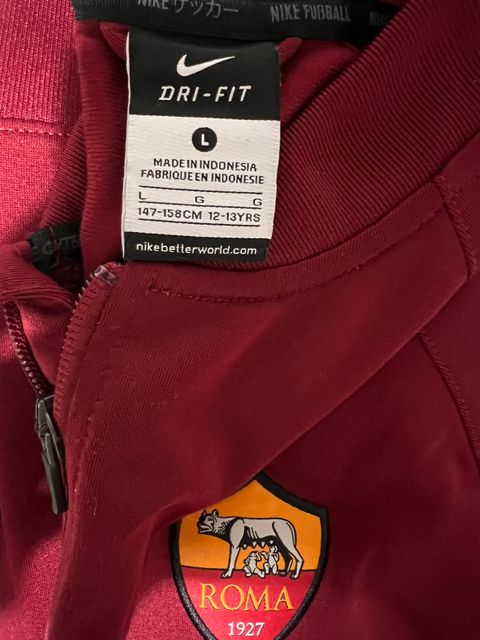 NIKE サッカー NIKE FUßBALL
DRI-FIT
L
MADE IN INDONESIA
FABRIQUE EN INDONESIE
L G G
147-158CM 12-13YRS
nikebetterworld.com
ROMA
1927